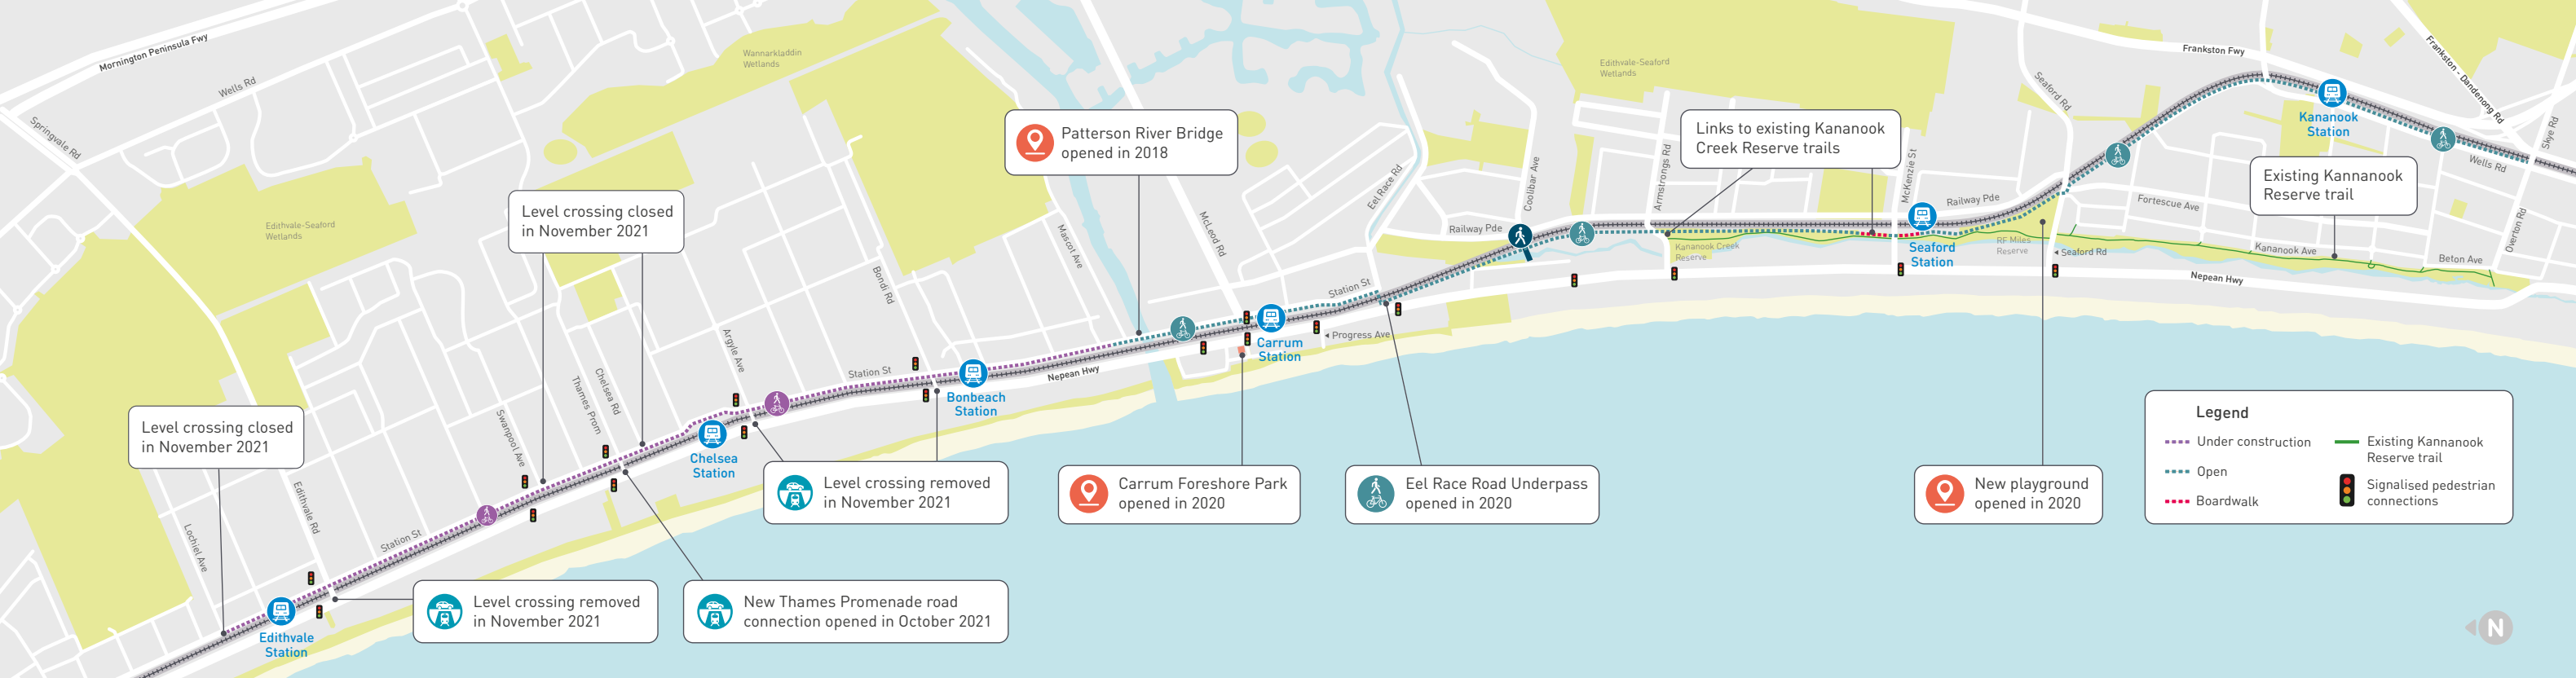 Mornington Peninsula Fwy
Wells Rd
Springvale Rd
Edithvale-Seaford
Wetlands
Wannarkladdin
Wetlands
Edithvale-Seaford
Wetlands
Frankston Fwy
Frankston - Dandenong Rd
Seaford Rd
Skye Rd
Kananook
Station
Wells Rd
Patterson River Bridge
opened in 2018
Links to existing Kananook
Creek Reserve trails
Existing Kannanook
Reserve trail
Level crossing closed
in November 2021
Eel Race Rd
Coolibar Ave
Armstrongs Rd
McKenzie St
Railway Pde
Railway Pde
Fortescue Ave
Overton Rd
Mascot Ave
McLeod Rd
Kananook Creek
Reserve
Seaford
Station
RF Miles
Reserve
Seaford Rd
Kananook Ave
Beton Ave
Nepean Hwy
Bondi Rd
Station St
Progress Ave
Carrum
Station
Argyle Ave
Station St
Nepean Hwy
Bonbeach
Station
Chelsea Rd
Thames Prom
Swanpool Ave
Chelsea
Station
Level crossing closed
in November 2021
Edithvale Rd
Lochiel Ave
Station St
Edithvale
Station
Level crossing removed
in November 2021
Carrum Foreshore Park
opened in 2020
Eel Race Road Underpass
opened in 2020
New playground
opened in 2020
Level crossing removed
in November 2021
New Thames Promenade road
connection opened in October 2021
Legend
Under construction
Open
Boardwalk
Existing Kannanook
Reserve trail
Signalised pedestrian
connections
N